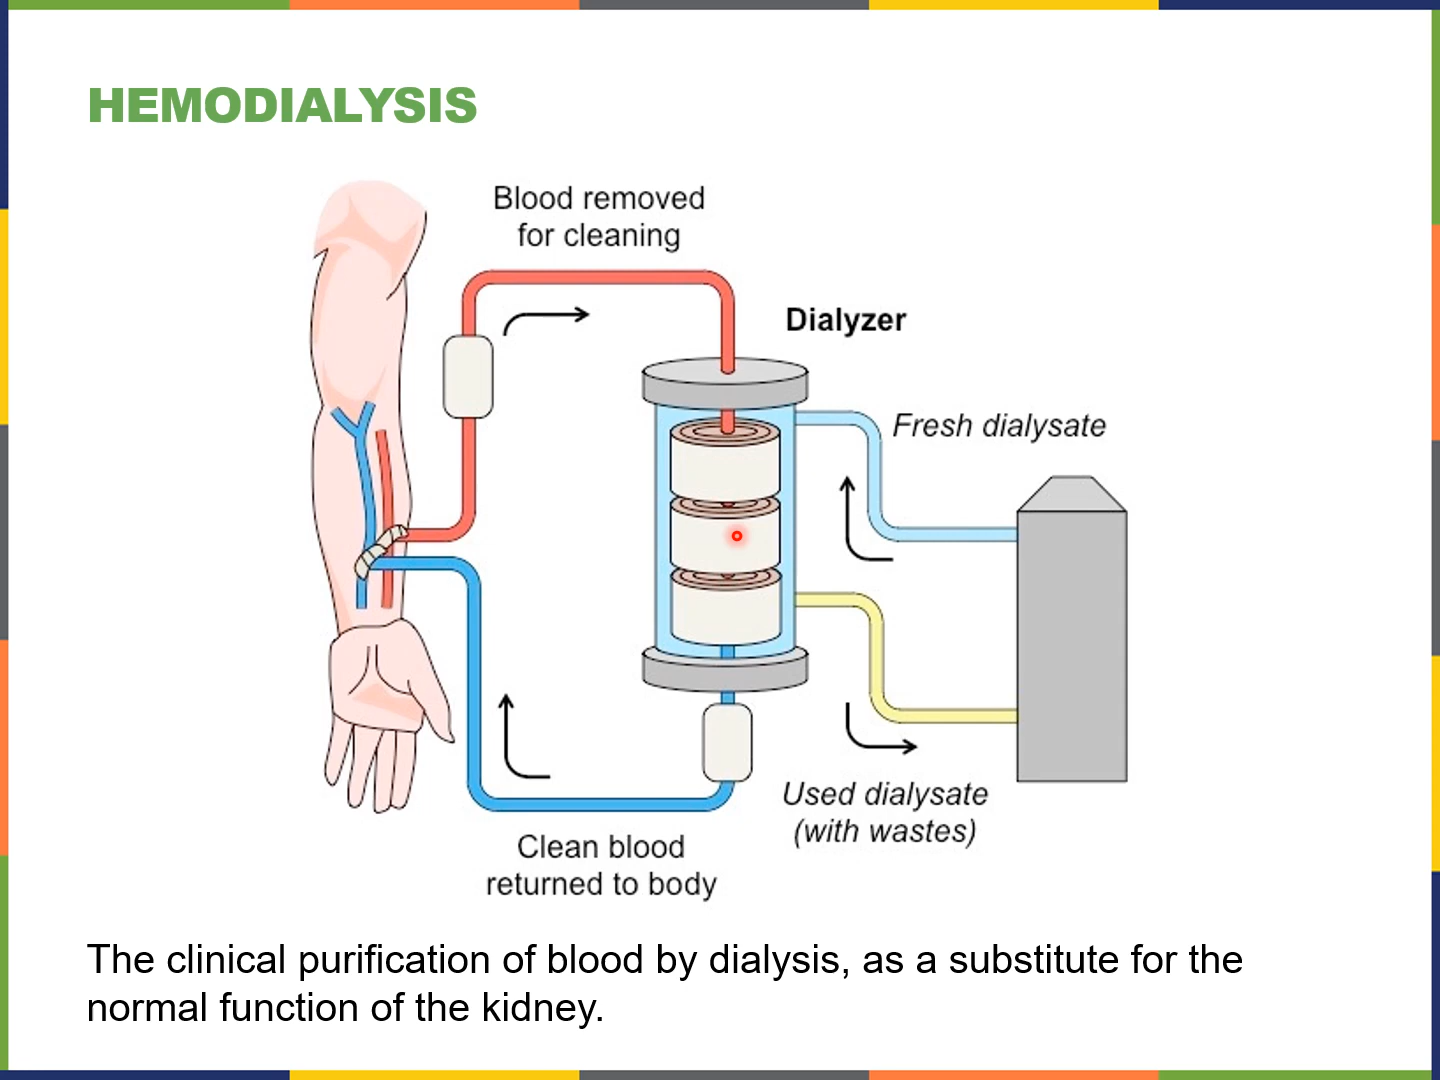 HEMODIALYSIS
Blood removed
for cleaning
Dialyzer
Fresh dialysate
Used dialysate
(with wastes)
Clean blood
returned to body
The clinical purification of blood by dialysis, as a substitute for the
normal function of the kidney.